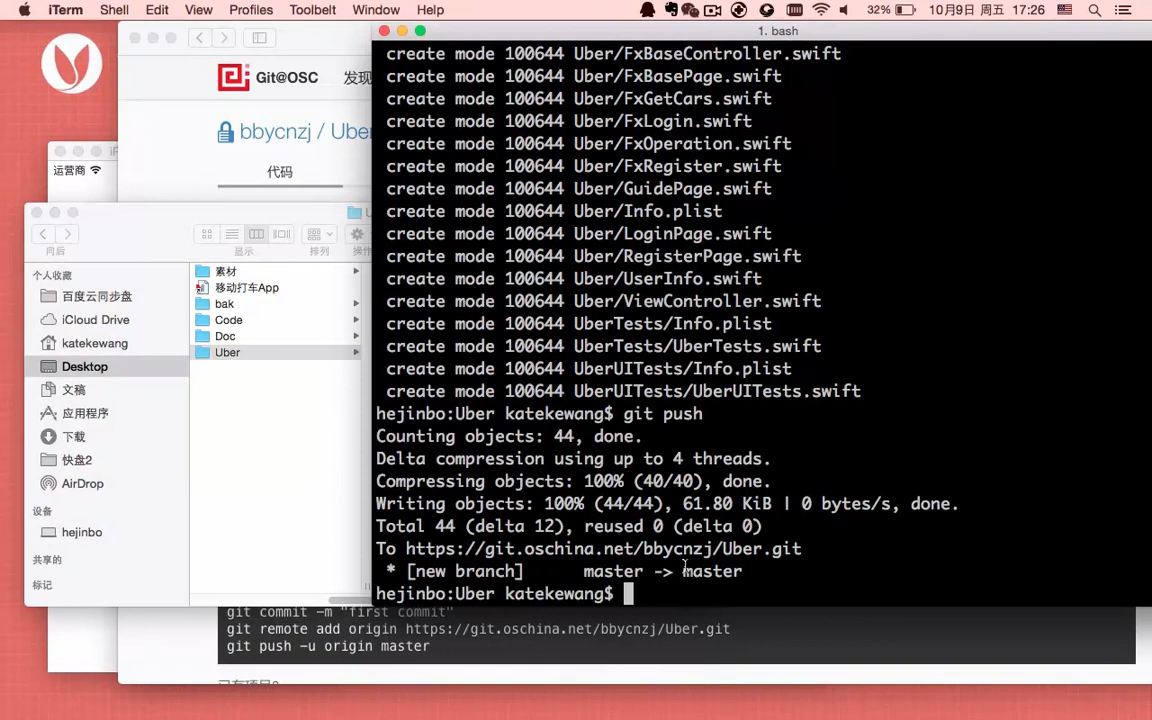 iTerm Shell Edit View Profiles Toolbelt Window Help 32% 10月9日 周五 17:26
1. bash
Git@OSC 发现
bbycnzj / Uber
代码
运营商
向后 显示 排列
个人收藏
百度云同步盘
iCloud Drive
katekewang
Desktop
文稿
应用程序
下载
快盘2
AirDrop
设备
hejinbo
共享的
标记
素材
移动打车App
bak
Code
Doc
Uber
create mode 100644 Uber/FxBaseController.swift
create mode 100644 Uber/FxBasePage.swift
create mode 100644 Uber/FxGetCars.swift
create mode 100644 Uber/FxLogin.swift
create mode 100644 Uber/FxOperation.swift
create mode 100644 Uber/FxRegister.swift
create mode 100644 Uber/GuidePage.swift
create mode 100644 Uber/Info.plist
create mode 100644 Uber/LoginPage.swift
create mode 100644 Uber/RegisterPage.swift
create mode 100644 Uber/UserInfo.swift
create mode 100644 Uber/ViewController.swift
create mode 100644 UberTests/Info.plist
create mode 100644 UberTests/UberTests.swift
create mode 100644 UberUITests/Info.plist
create mode 100644 UberUITests/UberUITests.swift
hejinbo:Uber katekewang$ git push
Counting objects: 44, done.
Delta compression using up to 4 threads.
Compressing objects: 100% (40/40), done.
Writing objects: 100% (44/44), 61.80 KiB | 0 bytes/s, done.
Total 44 (delta 12), reused 0 (delta 0)
To https://git.oschina.net/bbycnzj/Uber.git
* [new branch] master -> master
hejinbo:Uber katekewang$
git commit -m "first commit"
git remote add origin https://git.oschina.net/bbycnzj/Uber.git
git push -u origin master